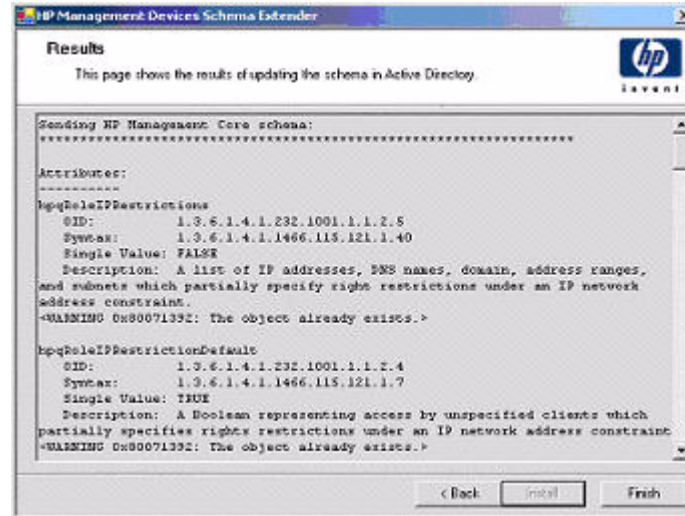 HP Management Devices Schema Extender
Results
This page shows the results of updating the schema in Active Directory.
hp
invent
Sending HP Management Core schema:
**********************************************************************
Attributes:
----------
hpqRoleIPRestrictions
OID: 1.3.6.1.4.1.232.1001.1.1.2.5
Syntax: 1.3.6.1.4.1.1466.115.121.1.40
Single Value: FALSE
Description: A list of IP addresses, DNS names, domain, address ranges,
and subnets which partially specify right restrictions under an IP network
address constraint.
<WARNING 0x80071392: The object already exists.>
hpqRoleIPRestrictionDefault
OID: 1.3.6.1.4.1.232.1001.1.1.2.4
Syntax: 1.3.6.1.4.1.1466.115.121.1.7
Single Value: TRUE
Description: A Boolean representing access by unspecified clients which
partially specifies rights restrictions under an IP network address constraint
<WARNING 0x80071392: The object already exists.>
< Back
Install
Finish